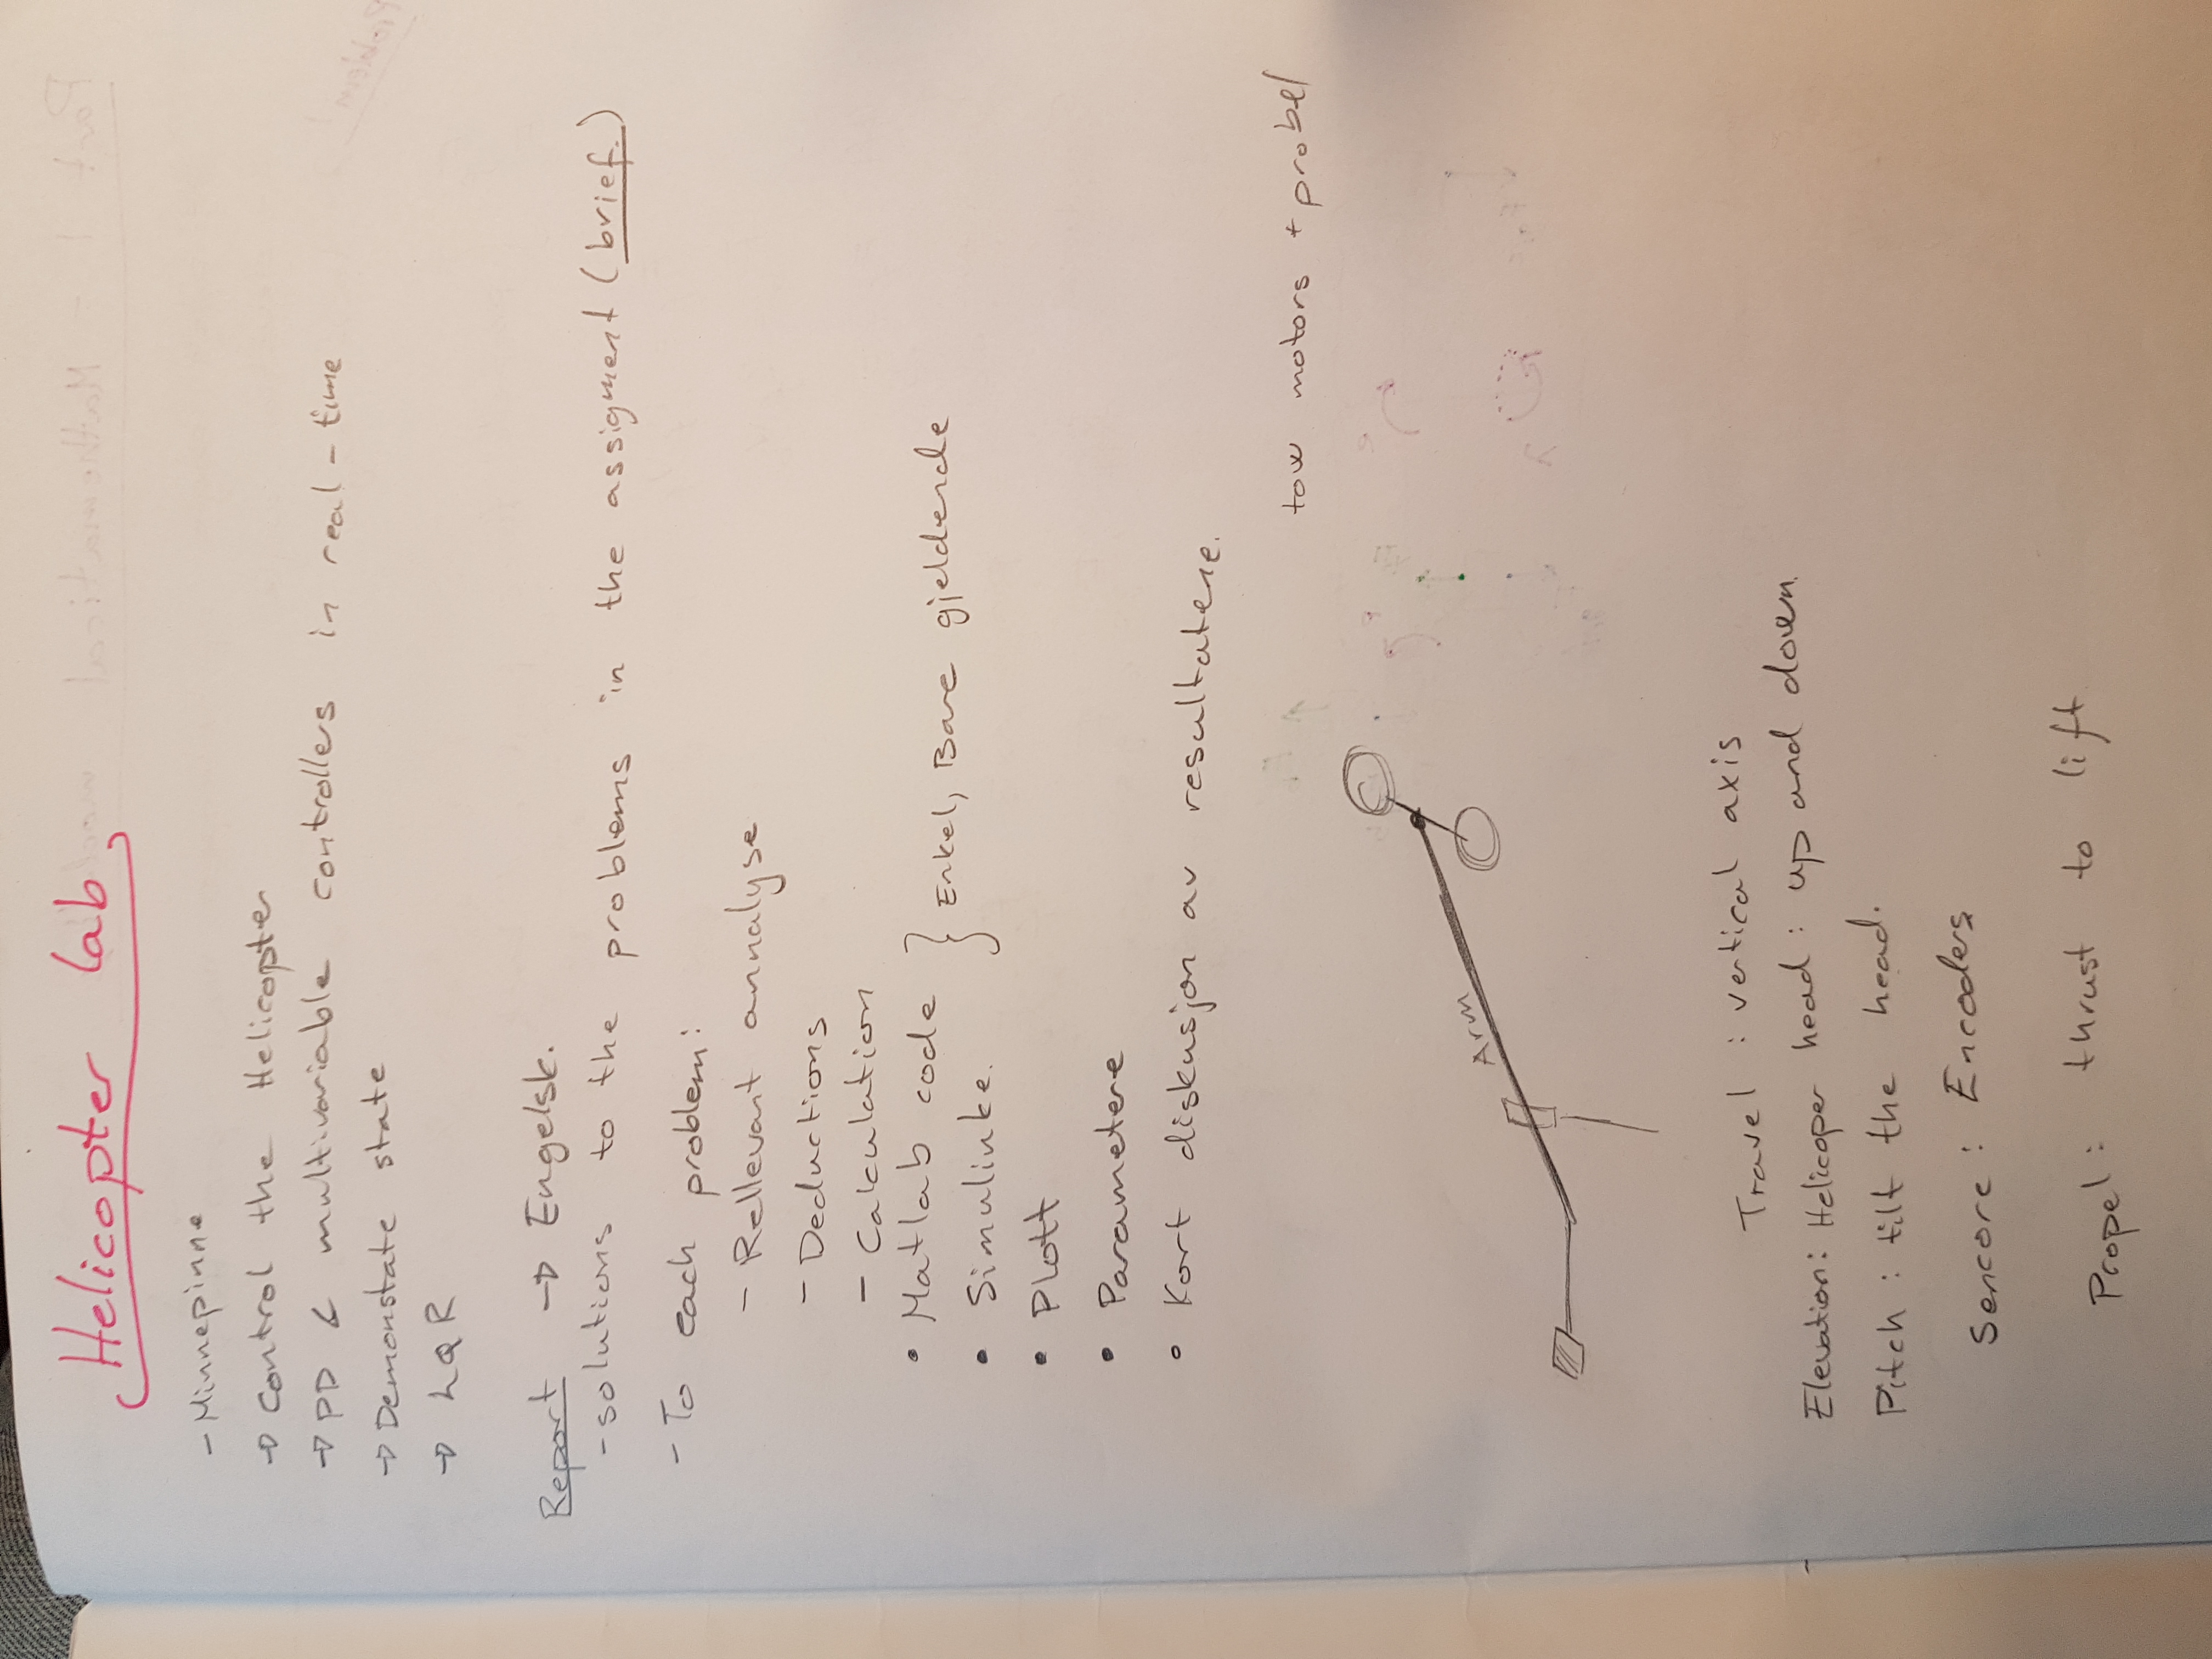 Helicopter lab
- Minnepinne
→ Control the Helicopter
→ PD & multivariable controllers in real-time
→ Demonstate state
→ LQR
Report → Engelsk.
- solutions to the problems in the assigment (brief.)
- To each problem:
- Rellevant annalyse
- Deductions
- Calculation
• Matlab code
} Enkel, Bare gjeldende
• Simulinke.
• Plott
• Parametere
• Kort diskusjon av resultatene.
tow motors + probel
Arm
Travel : vertical axis
Elevation: Helicoper head : up and down.
Pitch : tilt the head.
Sencore : Encoders
Propel : thrust to lift